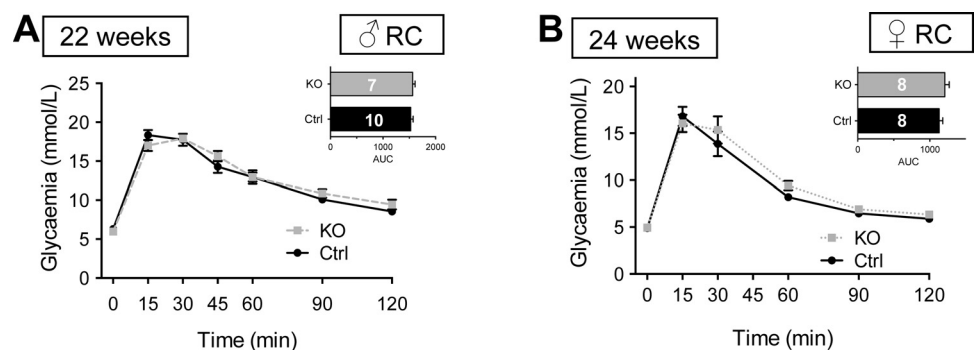 A
22 weeks
♂ RC
Glycaemia (mmol/L)
25
20
15
10
5
0
KO
7
Ctrl
10
0
1000
2000
AUC
KO
Ctrl
0 15 30 45 60 90 120
Time (min)
B
24 weeks
♀ RC
Glycaemia (mmol/L)
20
15
10
5
0
KO
8
Ctrl
8
0
1000
AUC
KO
Ctrl
0 15 30 45 60 90 120
Time (min)